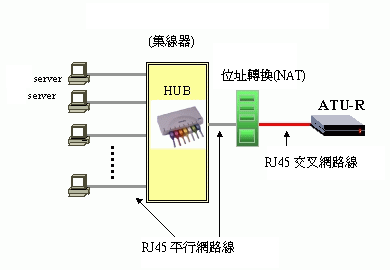 (集線器)
server
server
HUB
位址轉換(NAT)
ATU-R
RJ45 交叉網路線
RJ45 平行網路線